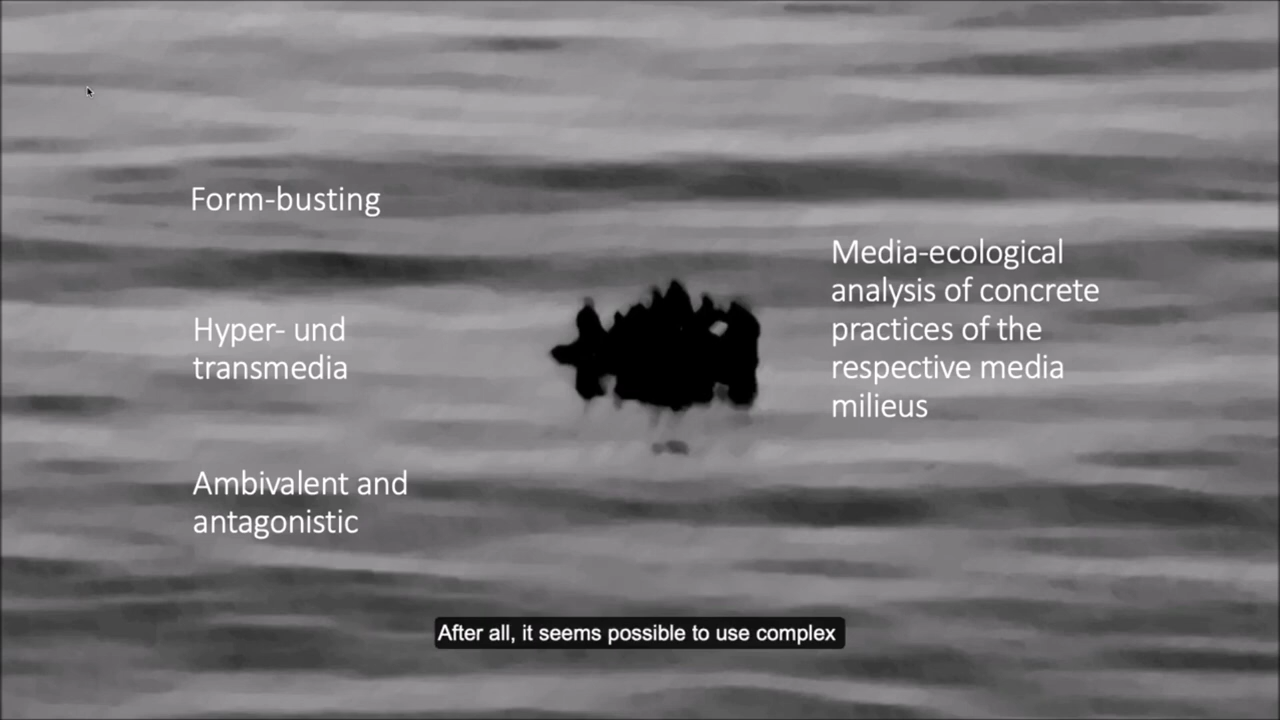 Form-busting
Hyper- und
transmedia
Ambivalent and
antagonistic
Media-ecological
analysis of concrete
practices of the
respective media
milieus
After all, it seems possible to use complex